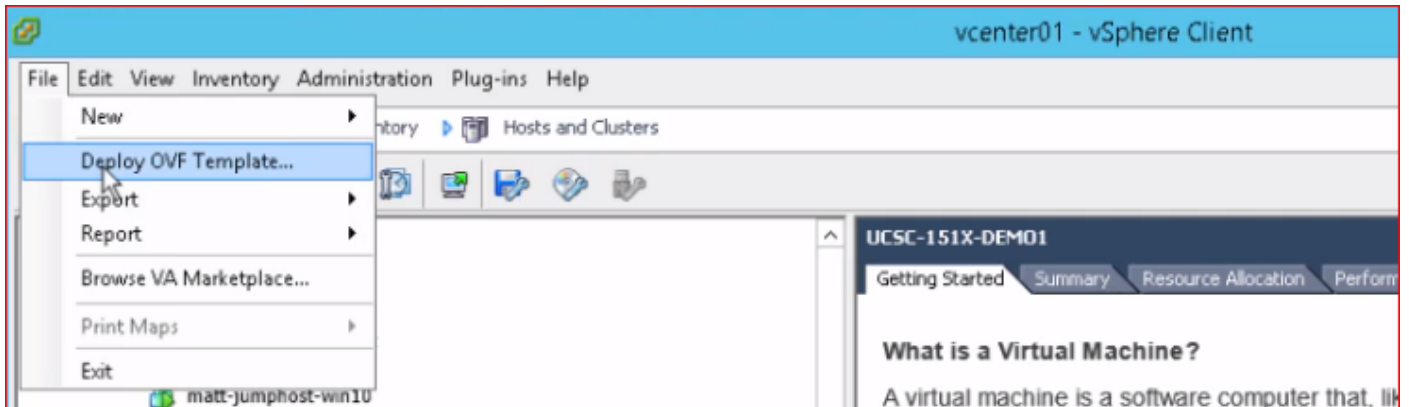 vcenter01 - vSphere Client
File Edit View Inventory Administration Plug-ins Help
New
ntory Hosts and Clusters
Deploy OVF Template...
Export
Report
UCSC-151X-DEMO1
Browse VA Marketplace...
Getting Started Summary Resource Allocation Perform
Print Maps
What is a Virtual Machine?
Exit
matt-jumphost-win10
A virtual machine is a software computer that, lik